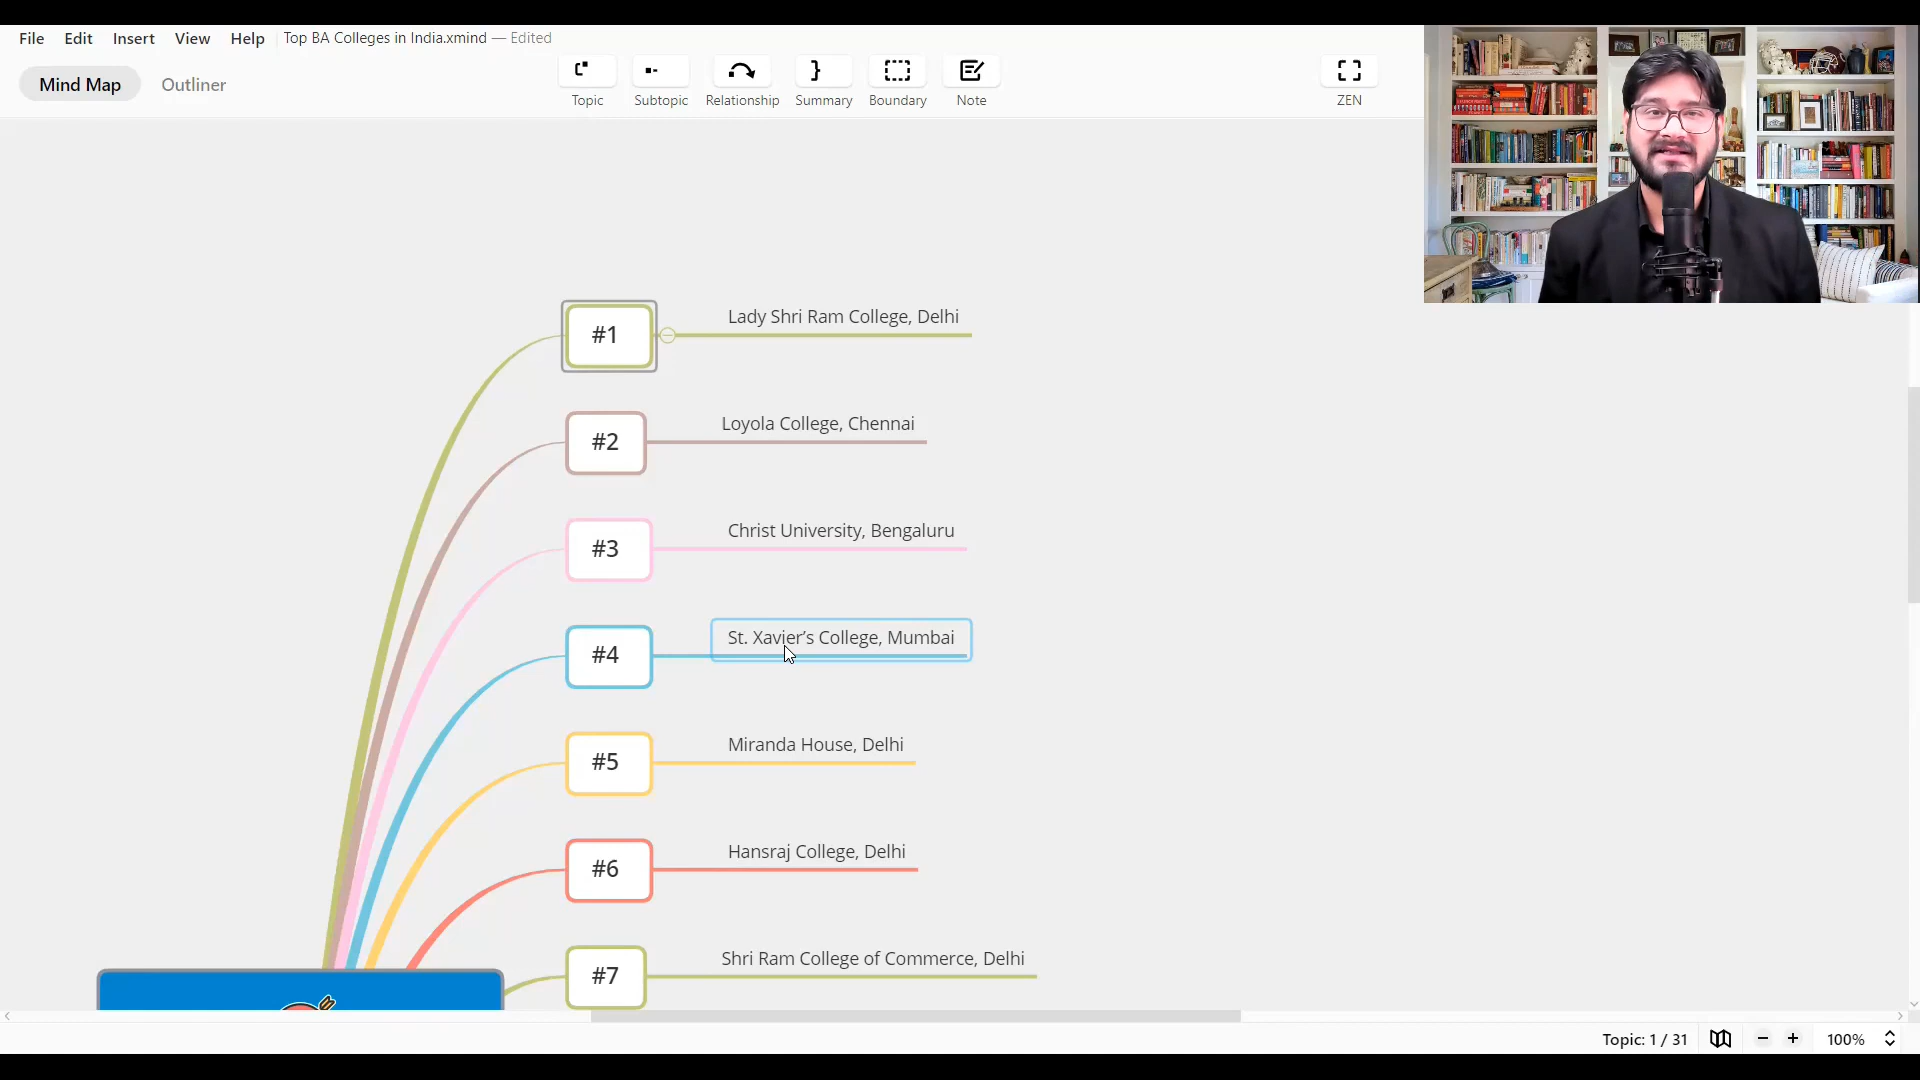 File Edit Insert View Help Top BA Colleges in India.xmind — Edited
Mind Map Outliner
Topic Subtopic Relationship Summary Boundary Note ZEN
#1 Lady Shri Ram College, Delhi
#2 Loyola College, Chennai
#3 Christ University, Bengaluru
#4 St. Xavier’s College, Mumbai
#5 Miranda House, Delhi
#6 Hansraj College, Delhi
#7 Shri Ram College of Commerce, Delhi
Topic: 1 / 31 100%